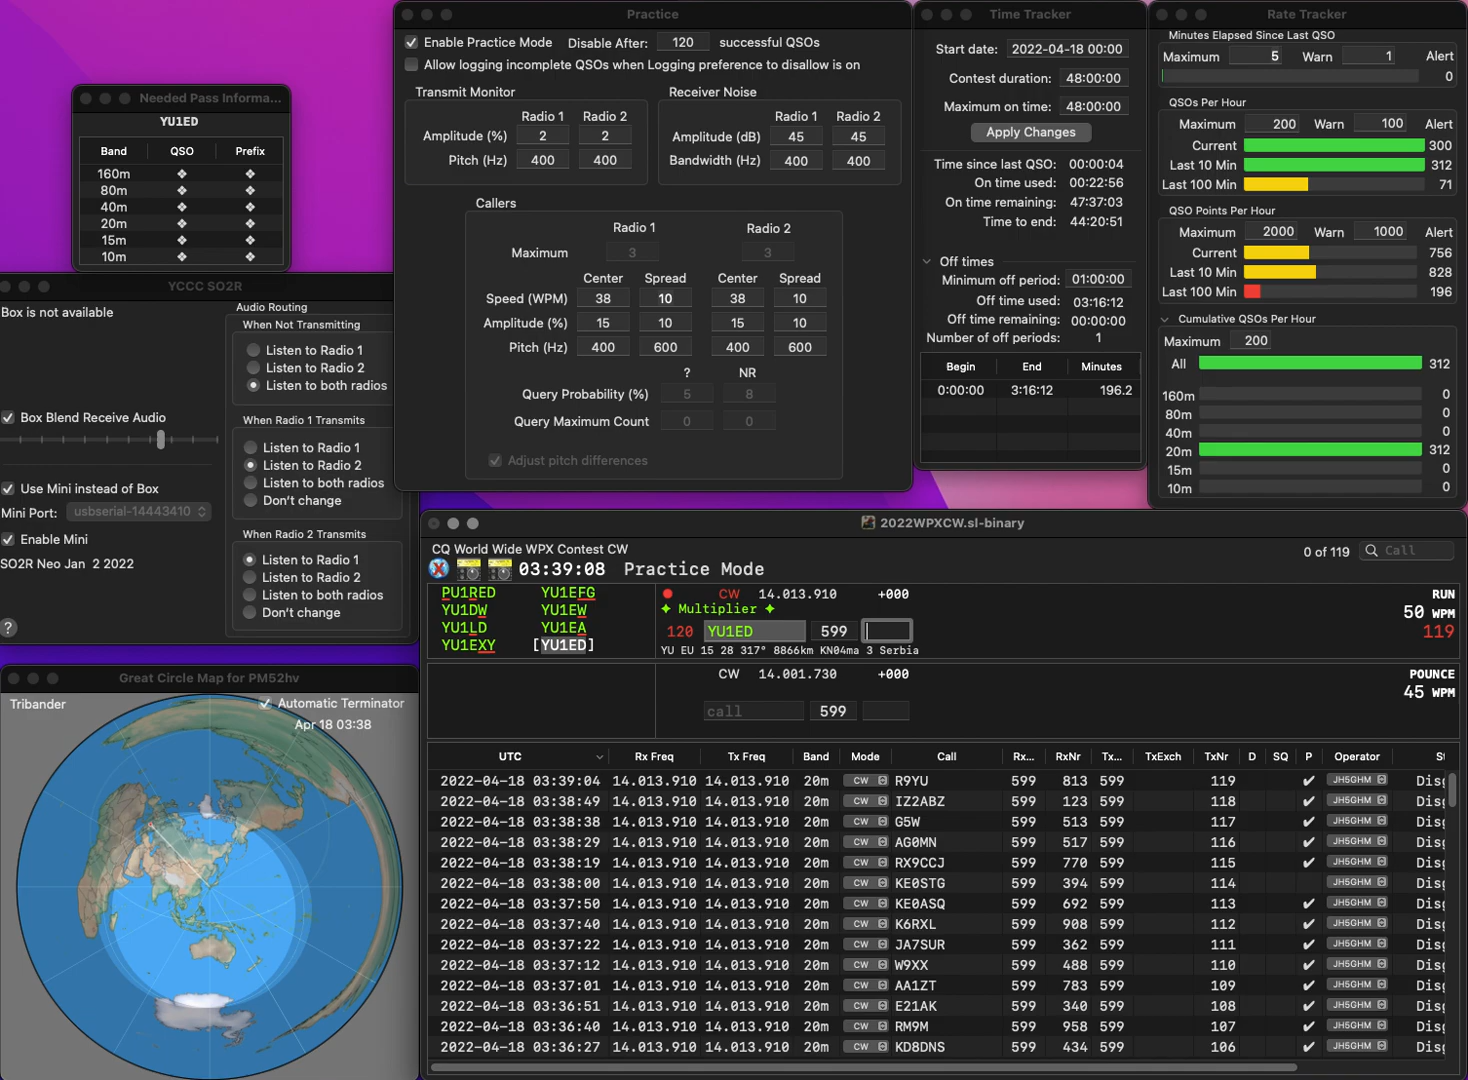 Needed Pass Informa...
YU1ED
Band QSO Prefix
160m ❖ ❖
80m ❖ ❖
40m ❖ ❖
20m ❖ ❖
15m ❖ ❖
10m ❖ ❖
YCCC SO2R
Box is not available
Box Blend Receive Audio
Use Mini instead of Box
Mini Port: usbserial-14443410
Enable Mini
SO2R Neo Jan 2 2022
?
Audio Routing
When Not Transmitting
Listen to Radio 1
Listen to Radio 2
Listen to both radios
When Radio 1 Transmits
Listen to Radio 1
Listen to Radio 2
Listen to both radios
Don't change
When Radio 2 Transmits
Listen to Radio 1
Listen to Radio 2
Listen to both radios
Don't change
Great Circle Map for PM52hv
Tribander
Automatic Terminator
Apr 18 03:38
Practice
Enable Practice Mode Disable After: 120 successful QSOs
Allow logging incomplete QSOs when Logging preference to disallow is on
Transmit Monitor
Radio 1 Radio 2
Amplitude (%) 2 2
Pitch (Hz) 400 400
Receiver Noise
Radio 1 Radio 2
Amplitude (dB) 45 45
Bandwidth (Hz) 400 400
Callers
Radio 1 Radio 2
Maximum 3 3
Center Spread Center Spread
Speed (WPM) 38 10 38 10
Amplitude (%) 15 10 15 10
Pitch (Hz) 400 600 400 600
? NR
Query Probability (%) 5 8
Query Maximum Count 0 0
Adjust pitch differences
Time Tracker
Start date: 2022-04-18 00:00
Contest duration: 48:00:00
Maximum on time: 48:00:00
Apply Changes
Time since last QSO: 00:00:04
On time used: 00:22:56
On time remaining: 47:37:03
Time to end: 44:20:51
Off times
Minimum off period: 01:00:00
Off time used: 03:16:12
Off time remaining: 00:00:00
Number of off periods: 1
Begin End Minutes
0:00:00 3:16:12 196.2
Rate Tracker
Minutes Elapsed Since Last QSO
Maximum 5 Warn 1 Alert
0
QSOs Per Hour
Maximum 200 Warn 100 Alert
Current 300
Last 10 Min 312
Last 100 Min 71
QSO Points Per Hour
Maximum 2000 Warn 1000 Alert
Current 756
Last 10 Min 828
Last 100 Min 196
Cumulative QSOs Per Hour
Maximum 200
All 312
160m 0
80m 0
40m 0
20m 312
15m 0
10m 0
2022WPXCW.sl-binary
CQ World Wide WPX Contest CW
0 of 119 Call
03:39:08 Practice Mode
PU1RED YU1EFG
YU1DW YU1EW
YU1LD YU1EA
YU1EXY [YU1ED]
CW 14.013.910 +000
✦ Multiplier ✦
120 YU1ED 599
YU EU 15 28 317° 8866km KN04ma 3 Serbia
RUN
50 WPM
119
CW 14.001.730 +000
call 599
POUNCE
45 WPM
UTC Rx Freq Tx Freq Band Mode Call Rx... RxNr Tx... TxExch TxNr D SQ P Operator St
2022-04-18 03:39:04 14.013.910 14.013.910 20m CW R9YU 599 813 599 119 ✔ JH5GHM Disg
2022-04-18 03:38:49 14.013.910 14.013.910 20m CW IZ2ABZ 599 123 599 118 ✔ JH5GHM Disg
2022-04-18 03:38:38 14.013.910 14.013.910 20m CW G5W 599 513 599 117 ✔ JH5GHM Disg
2022-04-18 03:38:29 14.013.910 14.013.910 20m CW AG0MN 599 517 599 116 ✔ JH5GHM Disg
2022-04-18 03:38:19 14.013.910 14.013.910 20m CW RX9CCJ 599 770 599 115 ✔ JH5GHM Disg
2022-04-18 03:38:00 14.013.910 14.013.910 20m CW KE0STG 599 394 599 114 JH5GHM Disg
2022-04-18 03:37:50 14.013.910 14.013.910 20m CW KE0ASQ 599 692 599 113 ✔ JH5GHM Disg
2022-04-18 03:37:40 14.013.910 14.013.910 20m CW K6RXL 599 908 599 112 ✔ JH5GHM Disg
2022-04-18 03:37:22 14.013.910 14.013.910 20m CW JA7SUR 599 362 599 111 ✔ JH5GHM Disg
2022-04-18 03:37:12 14.013.910 14.013.910 20m CW W9XX 599 488 599 110 ✔ JH5GHM Disg
2022-04-18 03:37:01 14.013.910 14.013.910 20m CW AA1ZT 599 783 599 109 ✔ JH5GHM Disg
2022-04-18 03:36:51 14.013.910 14.013.910 20m CW E21AK 599 340 599 108 ✔ JH5GHM Disg
2022-04-18 03:36:40 14.013.910 14.013.910 20m CW RM9M 599 958 599 107 ✔ JH5GHM Disg
2022-04-18 03:36:27 14.013.910 14.013.910 20m CW KD8DNS 599 434 599 106 ✔ JH5GHM Disg